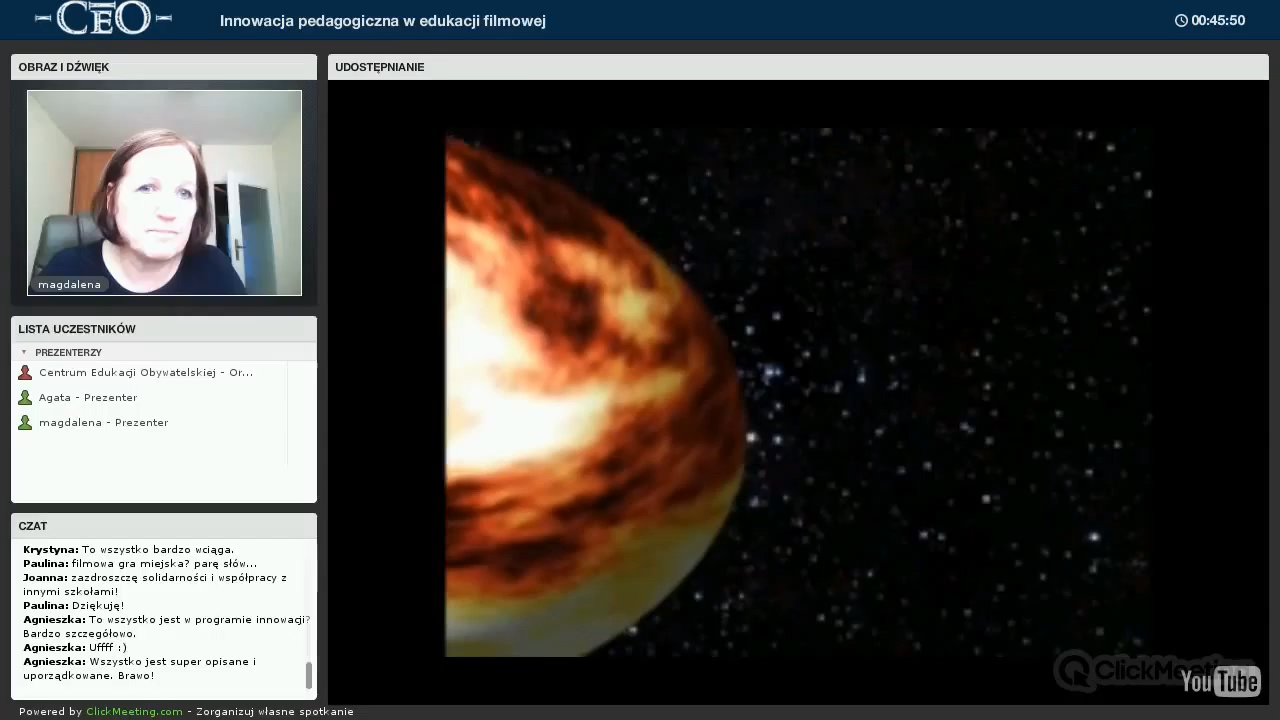 CEO
Innowacja pedagogiczna w edukacji filmowej
00:45:50
OBRAZ I DŹWIĘK
magdalena
LISTA UCZESTNIKÓW
PREZENTERZY
Centrum Edukacji Obywatelskiej - Or...
Agata - Prezenter
magdalena - Prezenter
CZAT
Krystyna: To wszystko bardzo wciąga.
Paulina: filmowa gra miejska? parę słów...
Joanna: zazdroszczę solidarności i współpracy z
innymi szkołami!
Paulina: Dziękuję!
Agnieszka: To wszystko jest w programie innowacji?
Bardzo szczegółowo.
Agnieszka: Uffff :)
Agnieszka: Wszystko jest super opisane i
uporządkowane. Brawo!
UDOSTĘPNIANIE
ClickMeeting
YouTube
Powered by ClickMeeting.com - Zorganizuj własne spotkanie